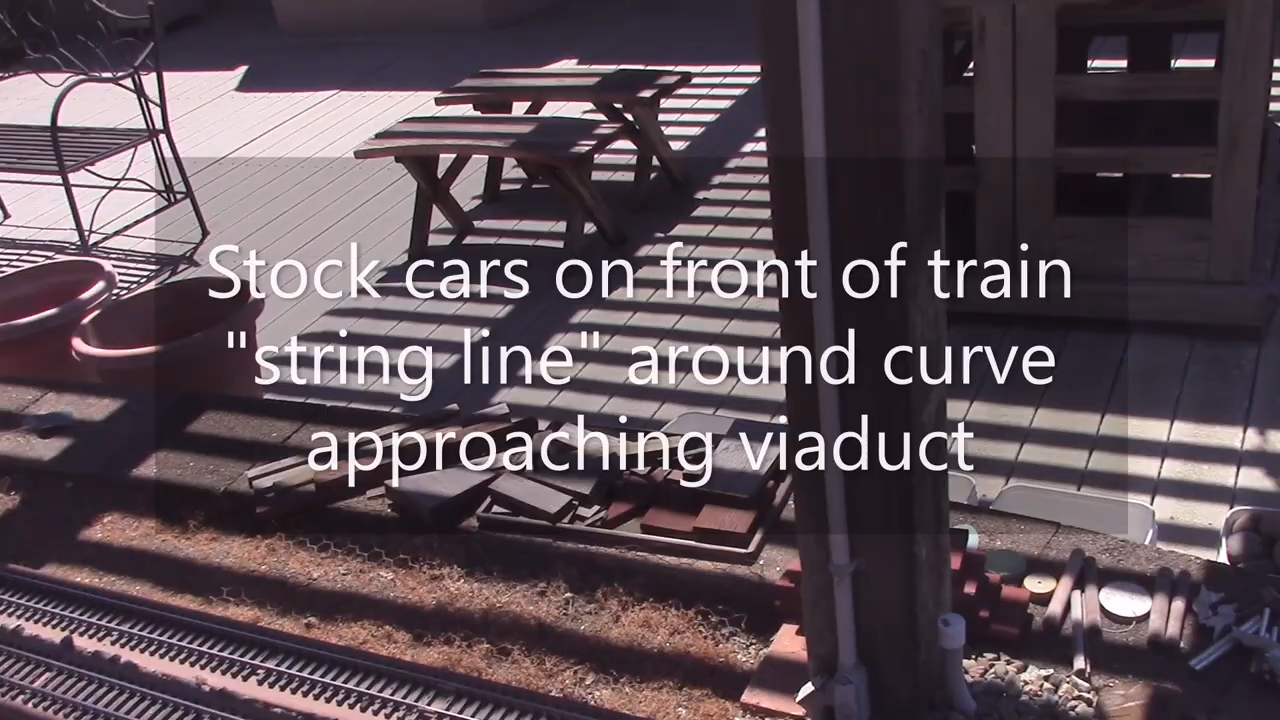 Stock cars on front of train
"string line" around curve
approaching viaduct